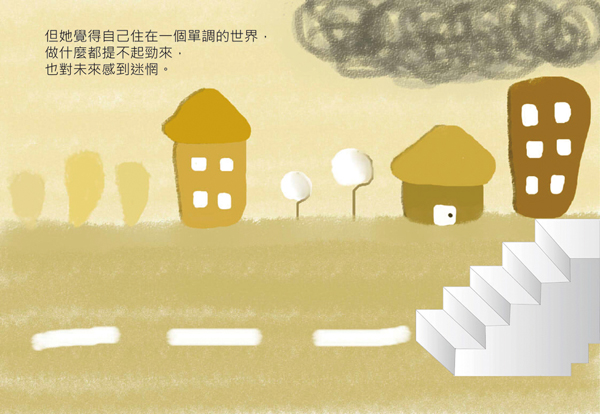 但她覺得自己住在一個單調的世界，
做什麼都提不起勁來，
也對未來感到迷惘。